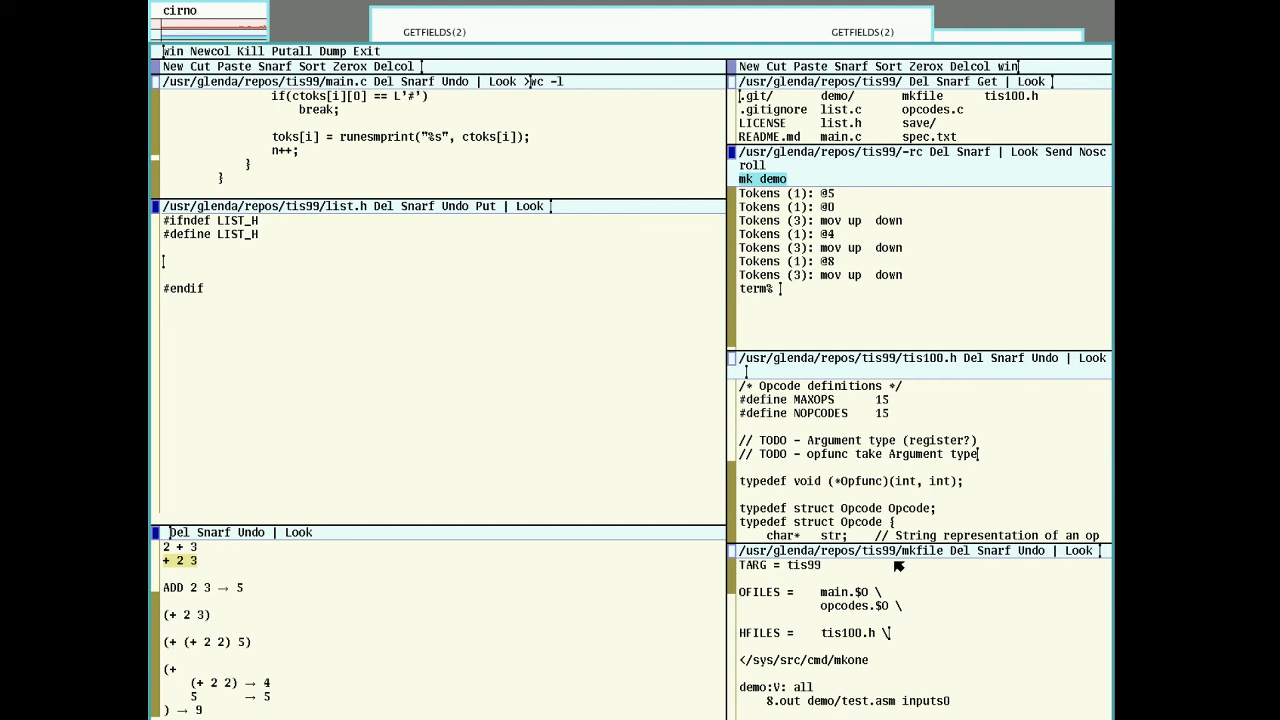 cirno
GETFIELDS(2)
GETFIELDS(2)
win Newcol Kill Putall Dump Exit
New Cut Paste Snarf Sort Zerox Delcol
/usr/glenda/repos/tis99/main.c Del Snarf Undo | Look >wc -l
if(ctoks[i][0] == L'#')
break;
toks[i] = runesmprint("%s", ctoks[i]);
n++;
}
}
/usr/glenda/repos/tis99/list.h Del Snarf Undo Put | Look
#ifndef LIST_H
#define LIST_H
#endif
Del Snarf Undo | Look
2 + 3
+ 2 3
ADD 2 3 → 5
(+ 2 3)
(+ (+ 2 2) 5)
(+
(+ 2 2) → 4
5 → 5
) → 9
New Cut Paste Snarf Sort Zerox Delcol win
/usr/glenda/repos/tis99/ Del Snarf Get | Look
.git/ demo/ mkfile tis100.h
.gitignore list.c opcodes.c
LICENSE list.h save/
README.md main.c spec.txt
/usr/glenda/repos/tis99/-rc Del Snarf | Look Send Nosc
roll
mk demo
Tokens (1): @5
Tokens (1): @0
Tokens (3): mov up down
Tokens (1): @4
Tokens (3): mov up down
Tokens (1): @8
Tokens (3): mov up down
term%
/usr/glenda/repos/tis99/tis100.h Del Snarf Undo | Look
/* Opcode definitions */
#define MAXOPS 15
#define NOPCODES 15
// TODO - Argument type (register?)
// TODO - opfunc take Argument type
typedef void (*Opfunc)(int, int);
typedef struct Opcode Opcode;
typedef struct Opcode {
char* str; // String representation of an op
/usr/glenda/repos/tis99/mkfile Del Snarf Undo | Look
TARG = tis99
OFILES = main.$O \
opcodes.$O \
HFILES = tis100.h \
</sys/src/cmd/mkone
demo:V: all
8.out demo/test.asm inputs0